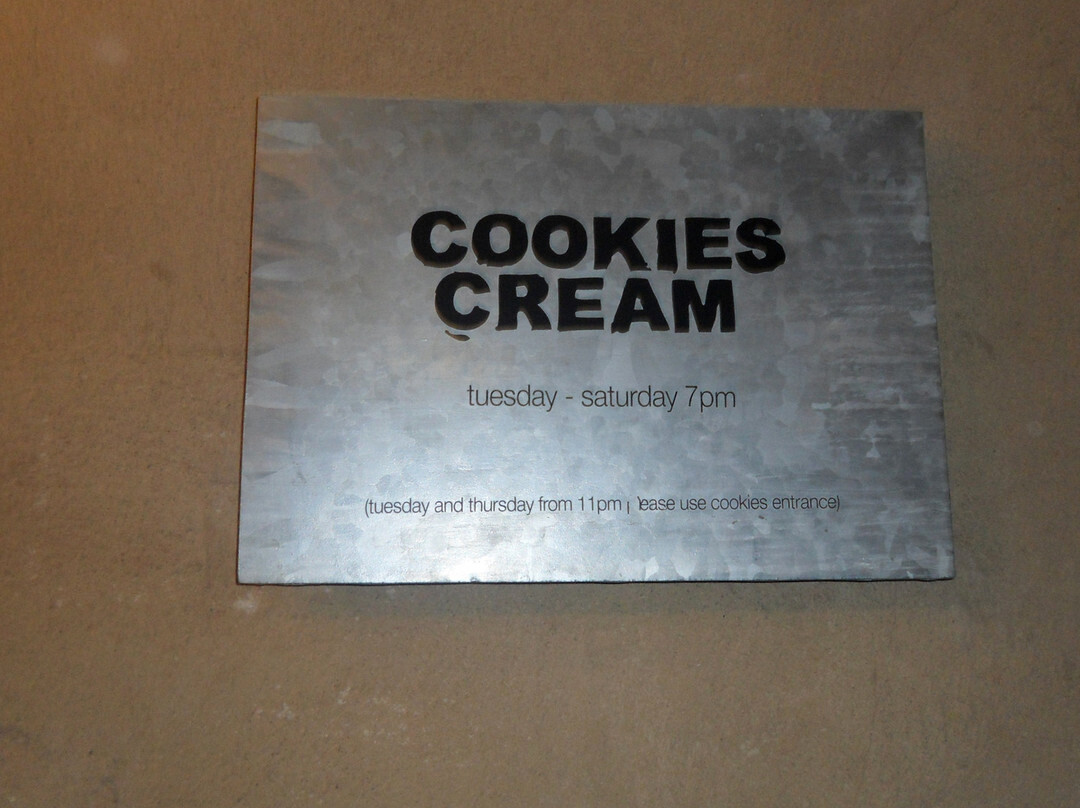 COOKIES
CREAM
tuesday - saturday 7pm
(tuesday and thursday from 11pm please use cookies entrance)